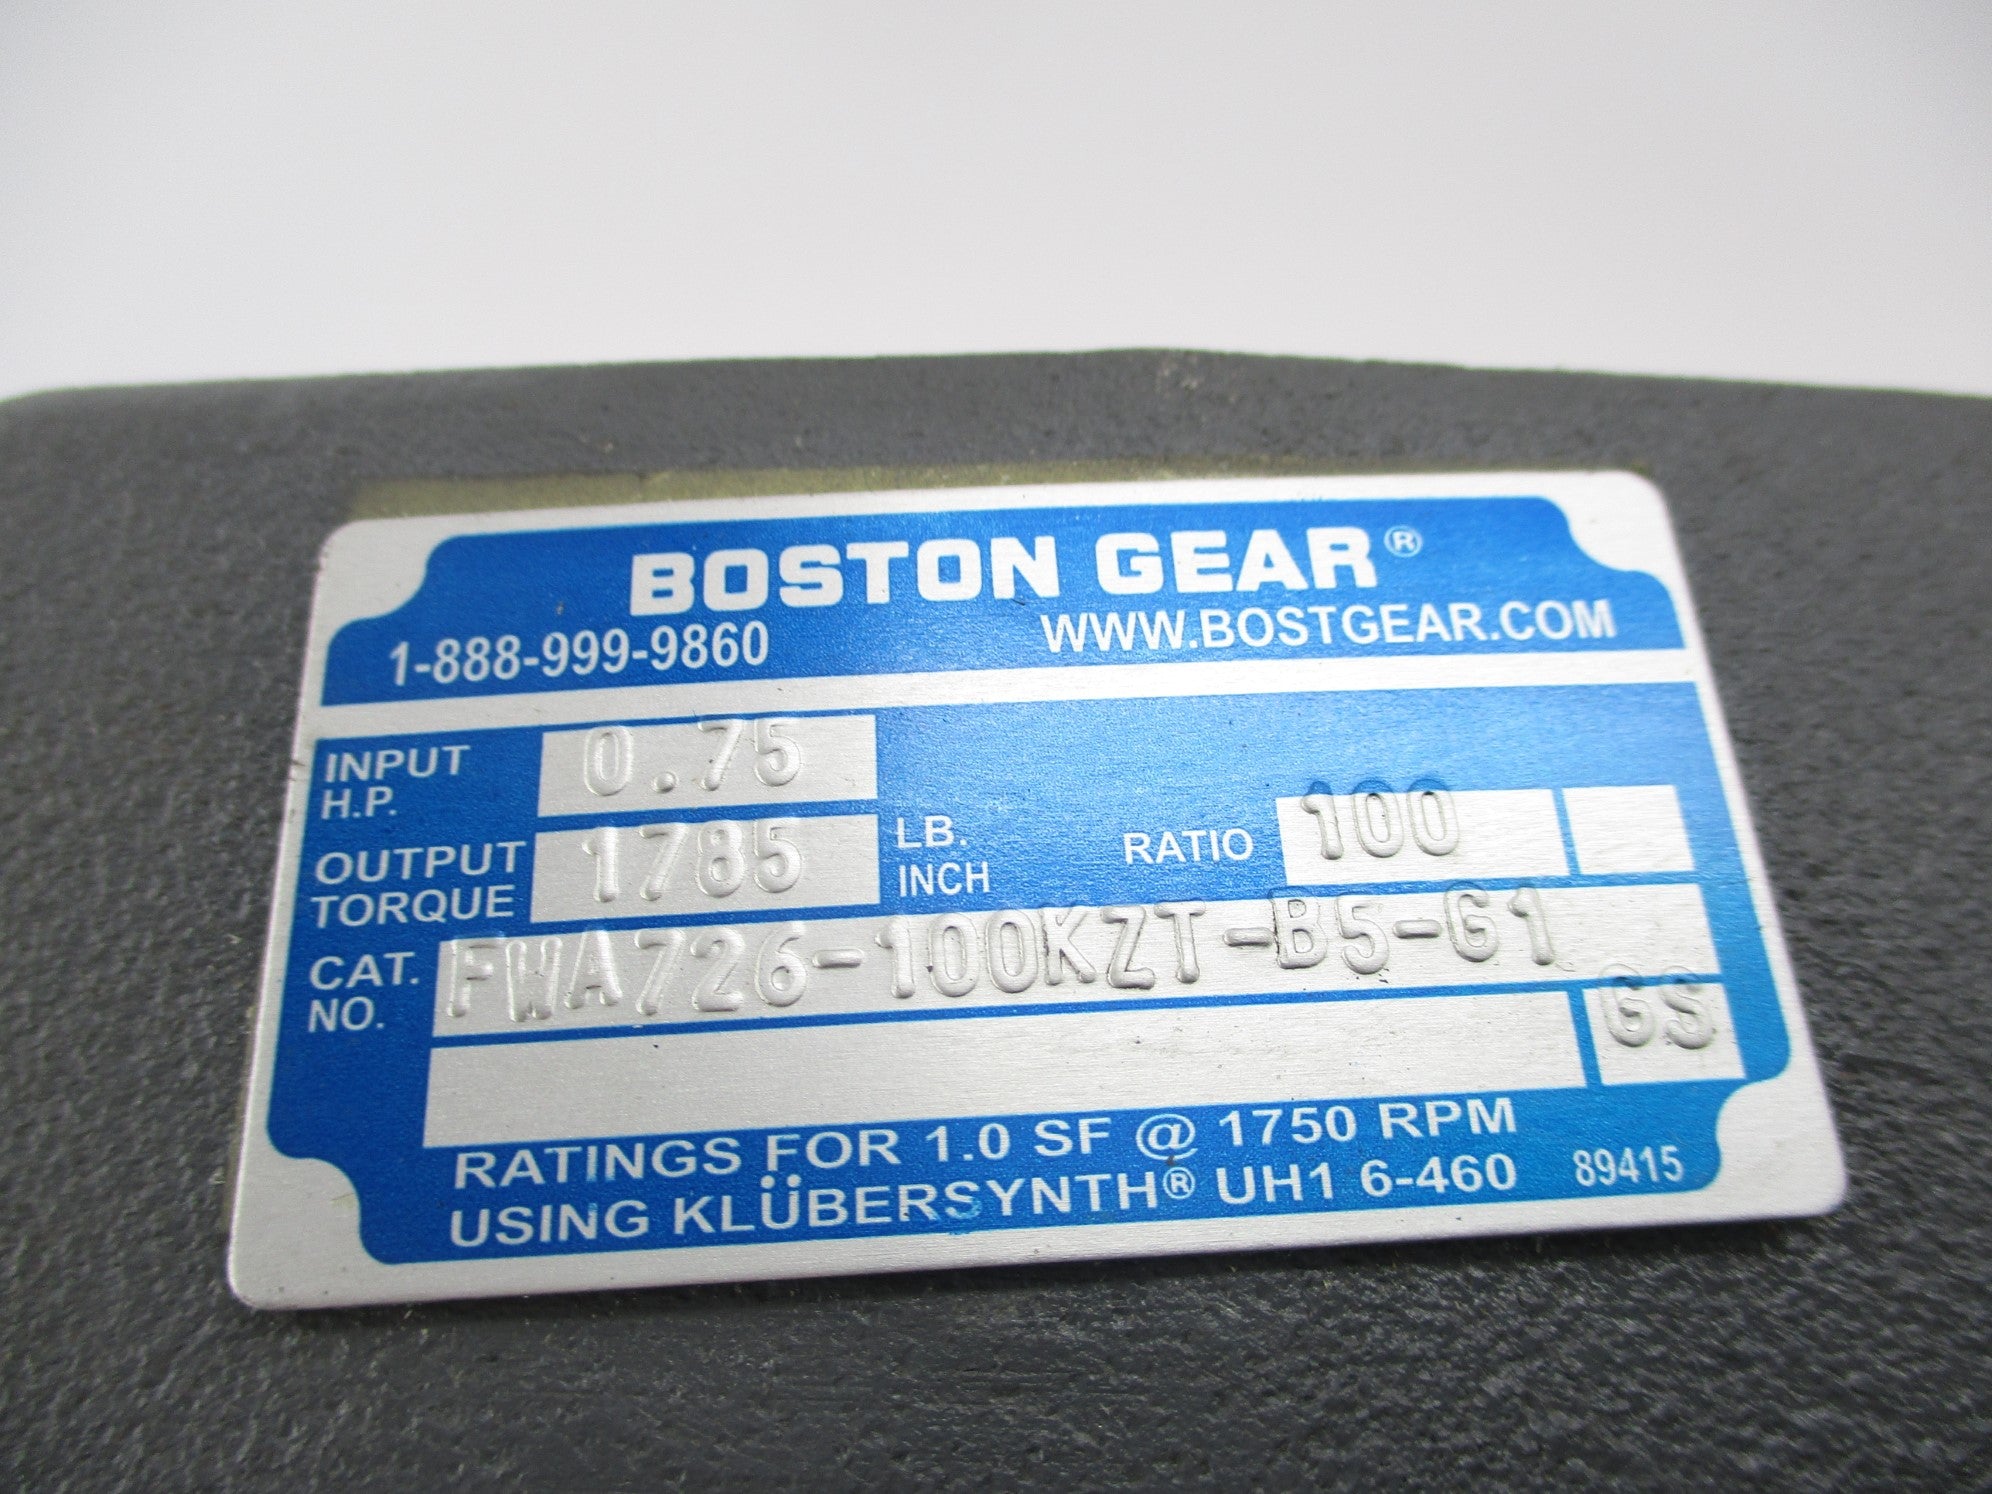 BOSTON GEAR®
1-888-999-9860 WWW.BOSTGEAR.COM
INPUT H.P. 0.75
OUTPUT TORQUE 1785 LB. INCH RATIO 100
CAT. NO. FWA726-100KZT-B5-G1
GS
RATINGS FOR 1.0 SF @ 1750 RPM
USING KLÜBERSYNTH® UH1 6-460 89415